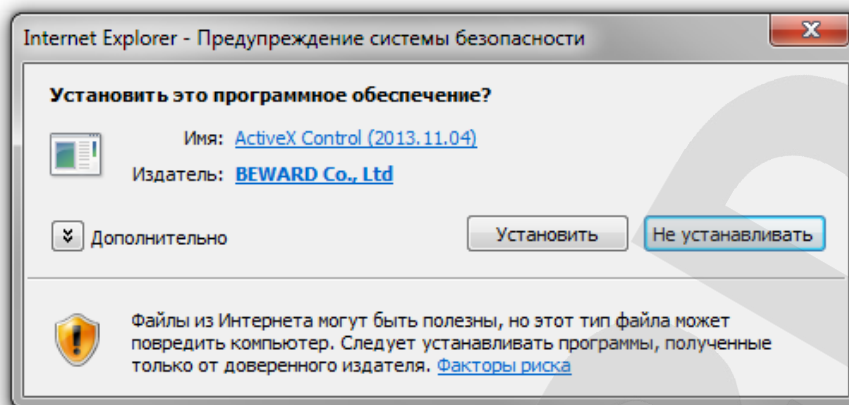 Internet Explorer - Предупреждение системы безопасности
Установить это программное обеспечение?
Имя: ActiveX Control (2013.11.04)
Издатель: BEWARD Co., Ltd
Дополнительно
Установить
Не устанавливать
Файлы из Интернета могут быть полезны, но этот тип файла может
повредить компьютер. Следует устанавливать программы, полученные
только от доверенного издателя. Факторы риска